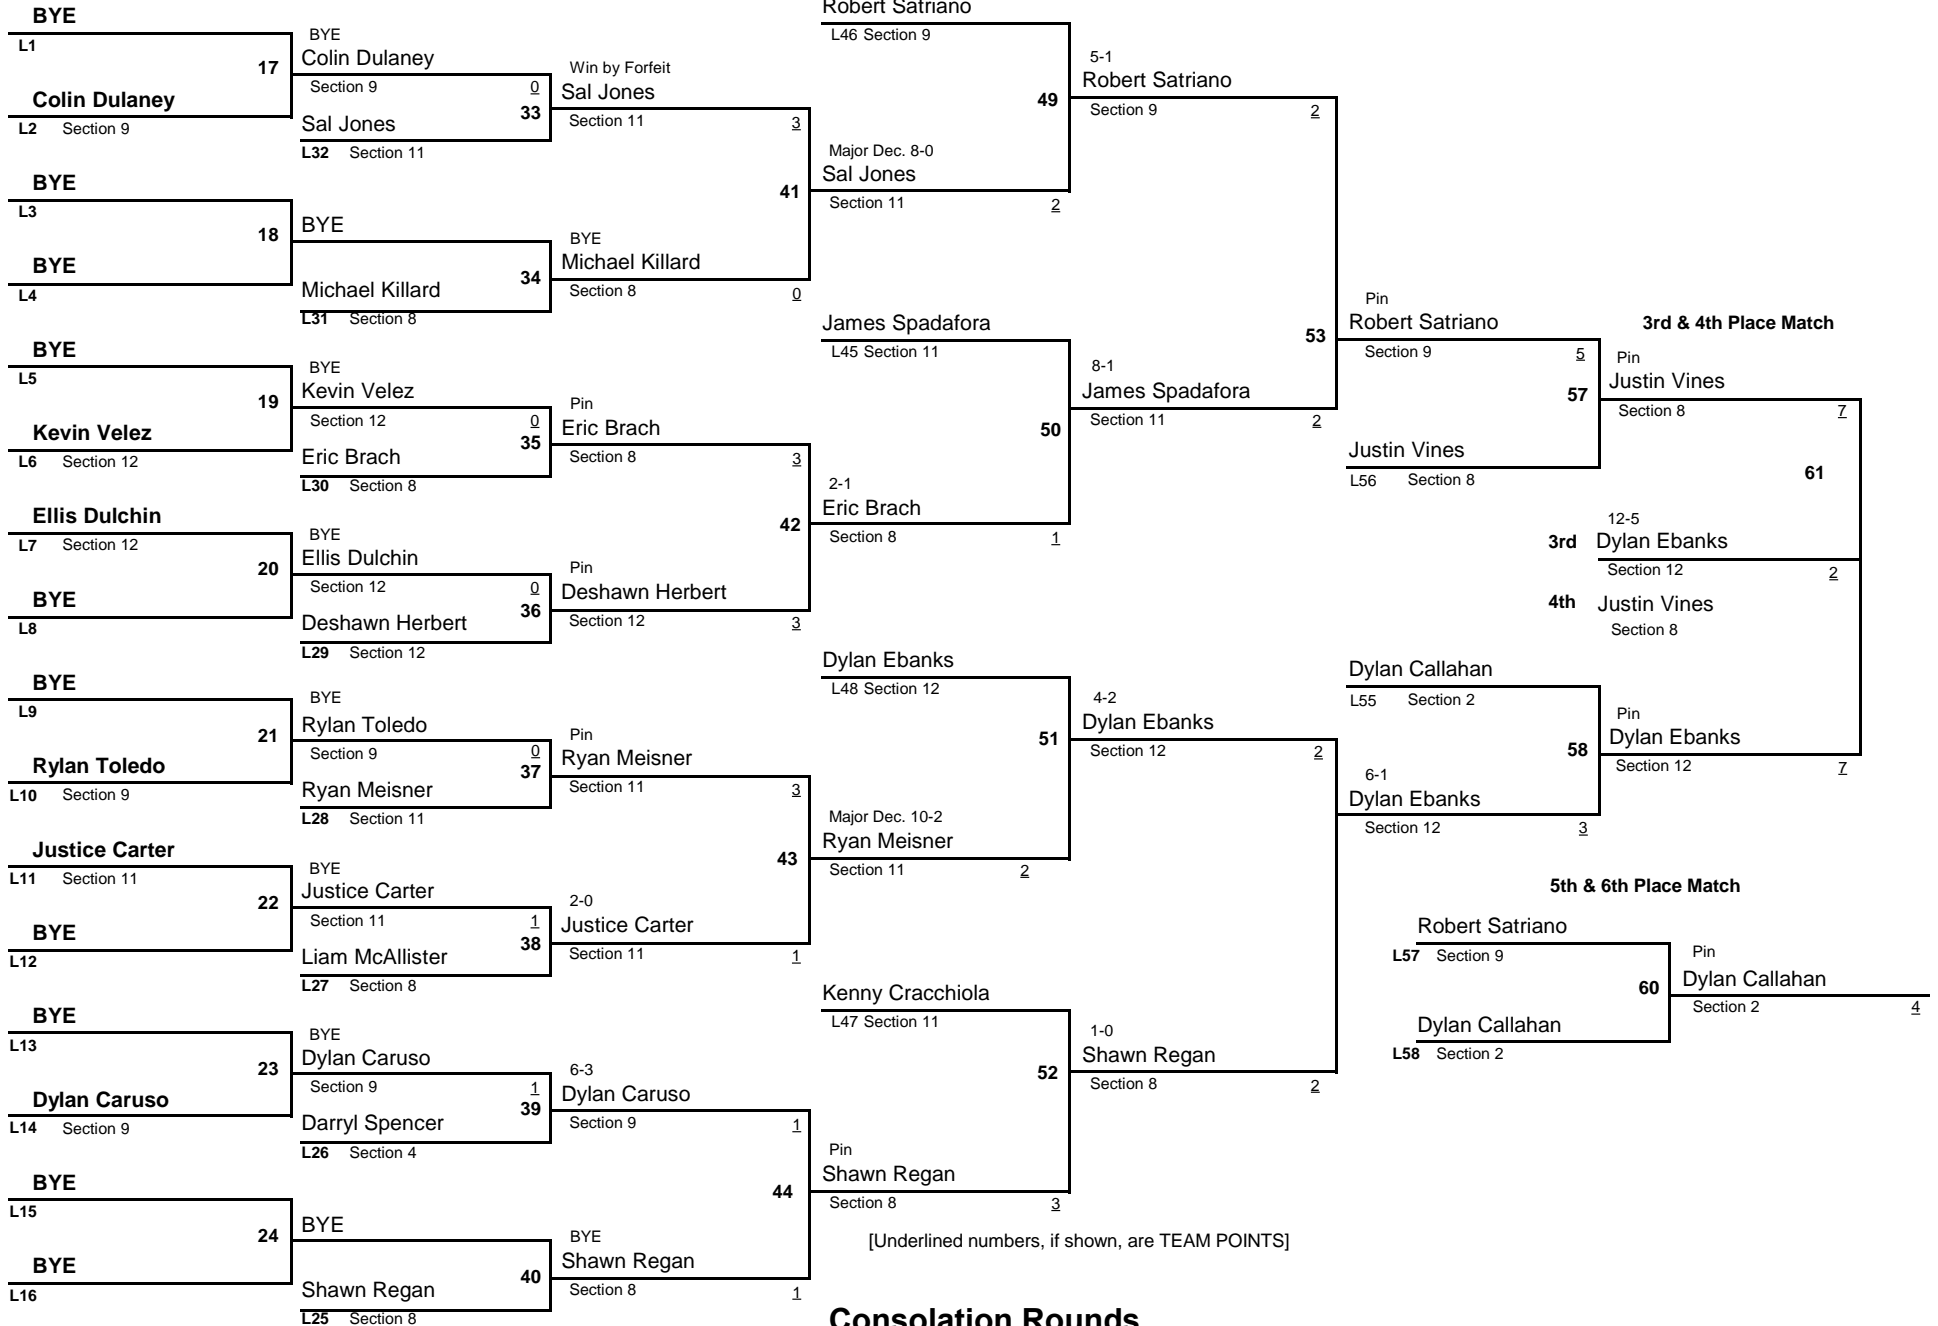 BYE
L1
17
Colin Dulaney
L2 Section 9
BYE
L3
18
BYE
L4
BYE
L5
19
Kevin Velez
L6 Section 12
Ellis Dulchin
L7 Section 12
20
BYE
L8
BYE
L9
21
Rylan Toledo
L10 Section 9
Justice Carter
L11 Section 11
22
BYE
L12
BYE
L13
23
Dylan Caruso
L14 Section 9
BYE
L15
24
BYE
L16
BYE
Colin Dulaney
Section 9 0
33
Sal Jones
L32 Section 11
BYE
34
Michael Killard
L31 Section 8
BYE
Kevin Velez
Section 12 0
35
Eric Brach
L30 Section 8
BYE
Ellis Dulchin
Section 12 0
36
Deshawn Herbert
L29 Section 12
BYE
Rylan Toledo
Section 9 0
37
Ryan Meisner
L28 Section 11
BYE
Justice Carter
Section 11 1
38
Liam McAllister
L27 Section 8
BYE
Dylan Caruso
Section 9 1
39
Darryl Spencer
L26 Section 4
BYE
40
Shawn Regan
L25 Section 8
Win by Forfeit
Sal Jones
Section 11 3
41
BYE
Michael Killard
Section 8 0
Pin
Eric Brach
Section 8 3
42
Pin
Deshawn Herbert
Section 12 3
Pin
Ryan Meisner
Section 11 3
43
2-0
Justice Carter
Section 11 1
6-3
Dylan Caruso
Section 9 1
44
BYE
Shawn Regan
Section 8 1
Robert Satriano
L46 Section 9
49
Major Dec. 8-0
Sal Jones
Section 11 2
James Spadafora
L45 Section 11
50
2-1
Eric Brach
Section 8 1
Dylan Ebanks
L48 Section 12
51
Major Dec. 10-2
Ryan Meisner
Section 11 2
Kenny Cracchiola
L47 Section 11
52
Pin
Shawn Regan
Section 8 3
[Underlined numbers, if shown, are TEAM POINTS]
Consolation Rounds
5-1
Robert Satriano
Section 9 2
53
8-1
James Spadafora
Section 11 2
4-2
Dylan Ebanks
Section 12 2
1-0
Shawn Regan
Section 8 2
Pin
Robert Satriano
Section 9 5
57
Justin Vines
L56 Section 8
Dylan Callahan
L55 Section 2
58
6-1
Dylan Ebanks
Section 12 3
3rd & 4th Place Match
Pin
Justin Vines
Section 8 7
61
12-5
3rd Dylan Ebanks
Section 12 2
4th Justin Vines
Section 8
Pin
Dylan Ebanks
Section 12 7
5th & 6th Place Match
Robert Satriano
L57 Section 9
60
Dylan Callahan
L58 Section 2
Pin
Dylan Callahan
Section 2 4